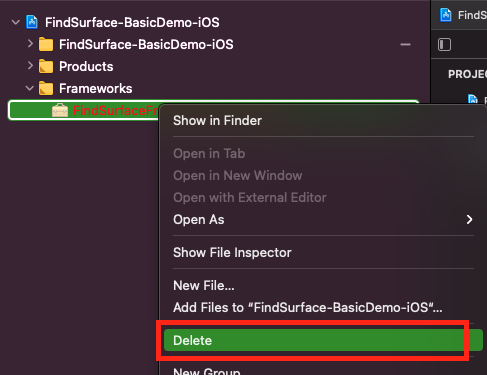 FindSurface-BasicDemo-iOS
FindSurface-BasicDemo-iOS
Products
Frameworks
Show in Finder
Open in Tab
Open in New Window
Open with External Editor
Open As
Show File Inspector
New File...
Add Files to “FindSurface-BasicDemo-iOS”...
Delete
New Group
FindS
PROJE